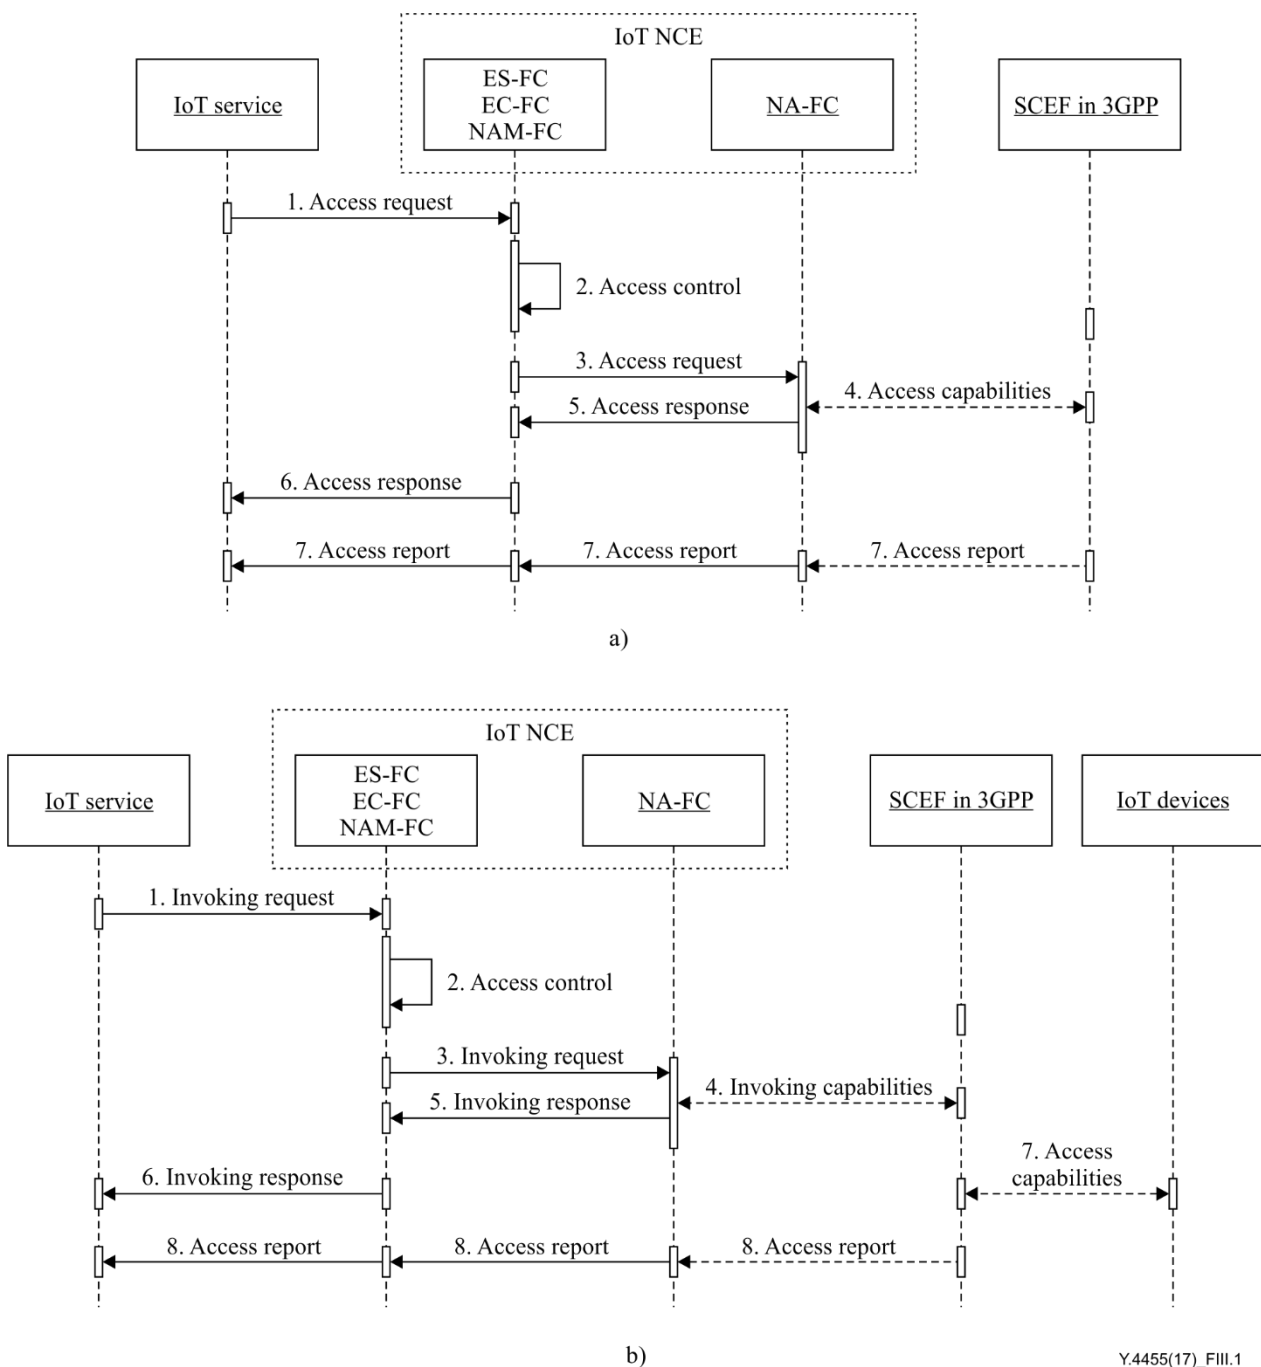 IoT NCE
IoT service
ES-FC
EC-FC
NAM-FC
NA-FC
SCEF in 3GPP
1. Access request
2. Access control
3. Access request
4. Access capabilities
5. Access response
6. Access response
7. Access report
7. Access report
7. Access report
a)
IoT NCE
IoT service
ES-FC
EC-FC
NAM-FC
NA-FC
SCEF in 3GPP
IoT devices
1. Invoking request
2. Access control
3. Invoking request
4. Invoking capabilities
5. Invoking response
7. Access
capabilities
6. Invoking response
8. Access report
8. Access report
8. Access report
b)
Y.4455(17)_FIII.1